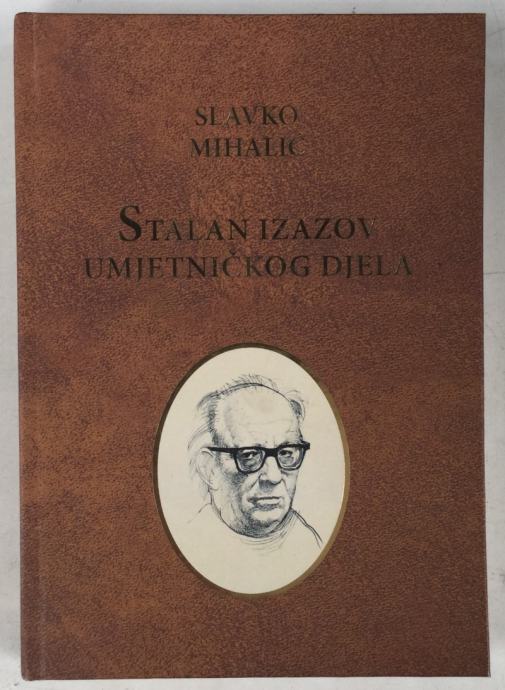 SLAVKO
MIHALIĆ
STALAN IZAZOV
UMJETNIČKOG DJELA